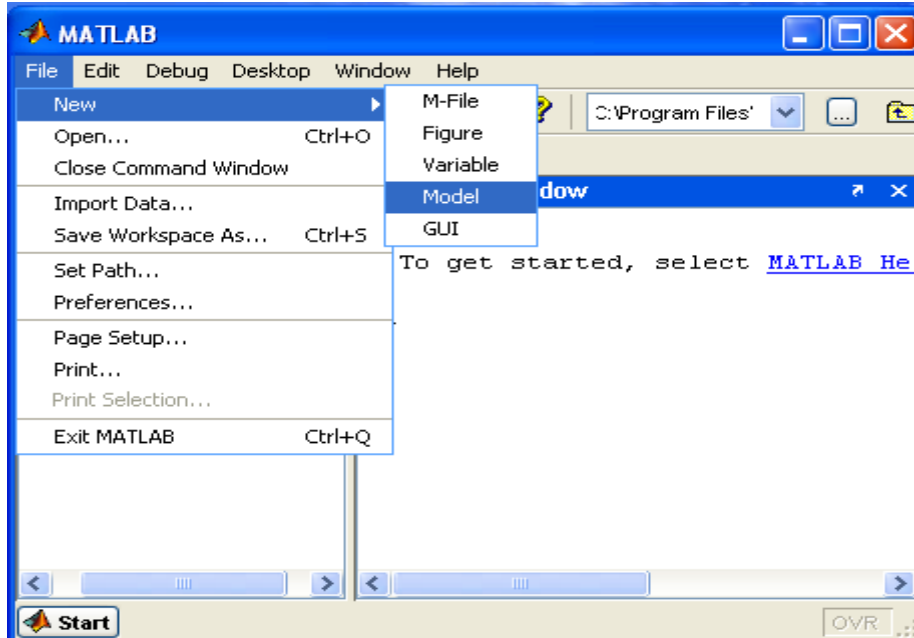 MATLAB
File Edit Debug Desktop Window Help
New
Open... Ctrl+O
Close Command Window
Import Data...
Save Workspace As... Ctrl+S
Set Path...
Preferences...
Page Setup...
Print...
Print Selection...
Exit MATLAB Ctrl+Q
M-File
Figure
Variable
Model
GUI
? C:\Program Files'
...
dow
To get started, select MATLAB He
Start
OVR